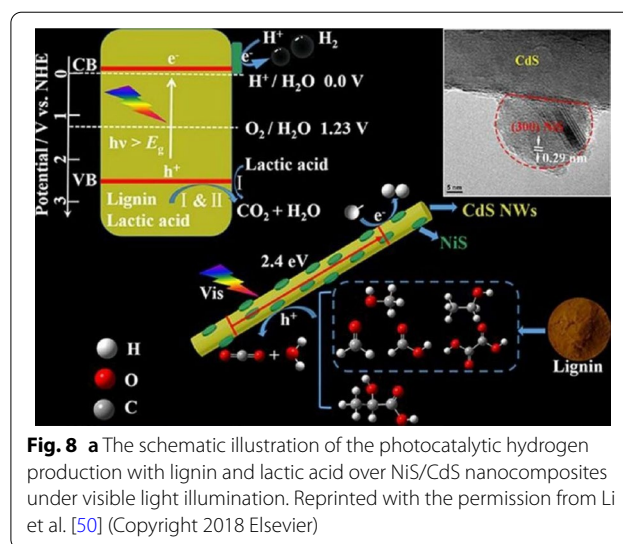 CB
0
1
2
VB
3
Potential / V vs. NHE
e⁻
H⁺
H₂
e⁻
H⁺/ H₂O 0.0 V
hν > E_g
O₂/H₂O 1.23 V
h⁺
Lactic acid
I
Lignin
Lactic acid
I & II
CO₂ + H₂O
CdS
(300) NiS
0.29 nm
5 nm
e⁻
CdS NWs
NiS
2.4 eV
Vis
h⁺
+
H
O
C
Lignin
Fig. 8 a The schematic illustration of the photocatalytic hydrogen
production with lignin and lactic acid over NiS/CdS nanocomposites
under visible light illumination. Reprinted with the permission from Li
et al. [50] (Copyright 2018 Elsevier)